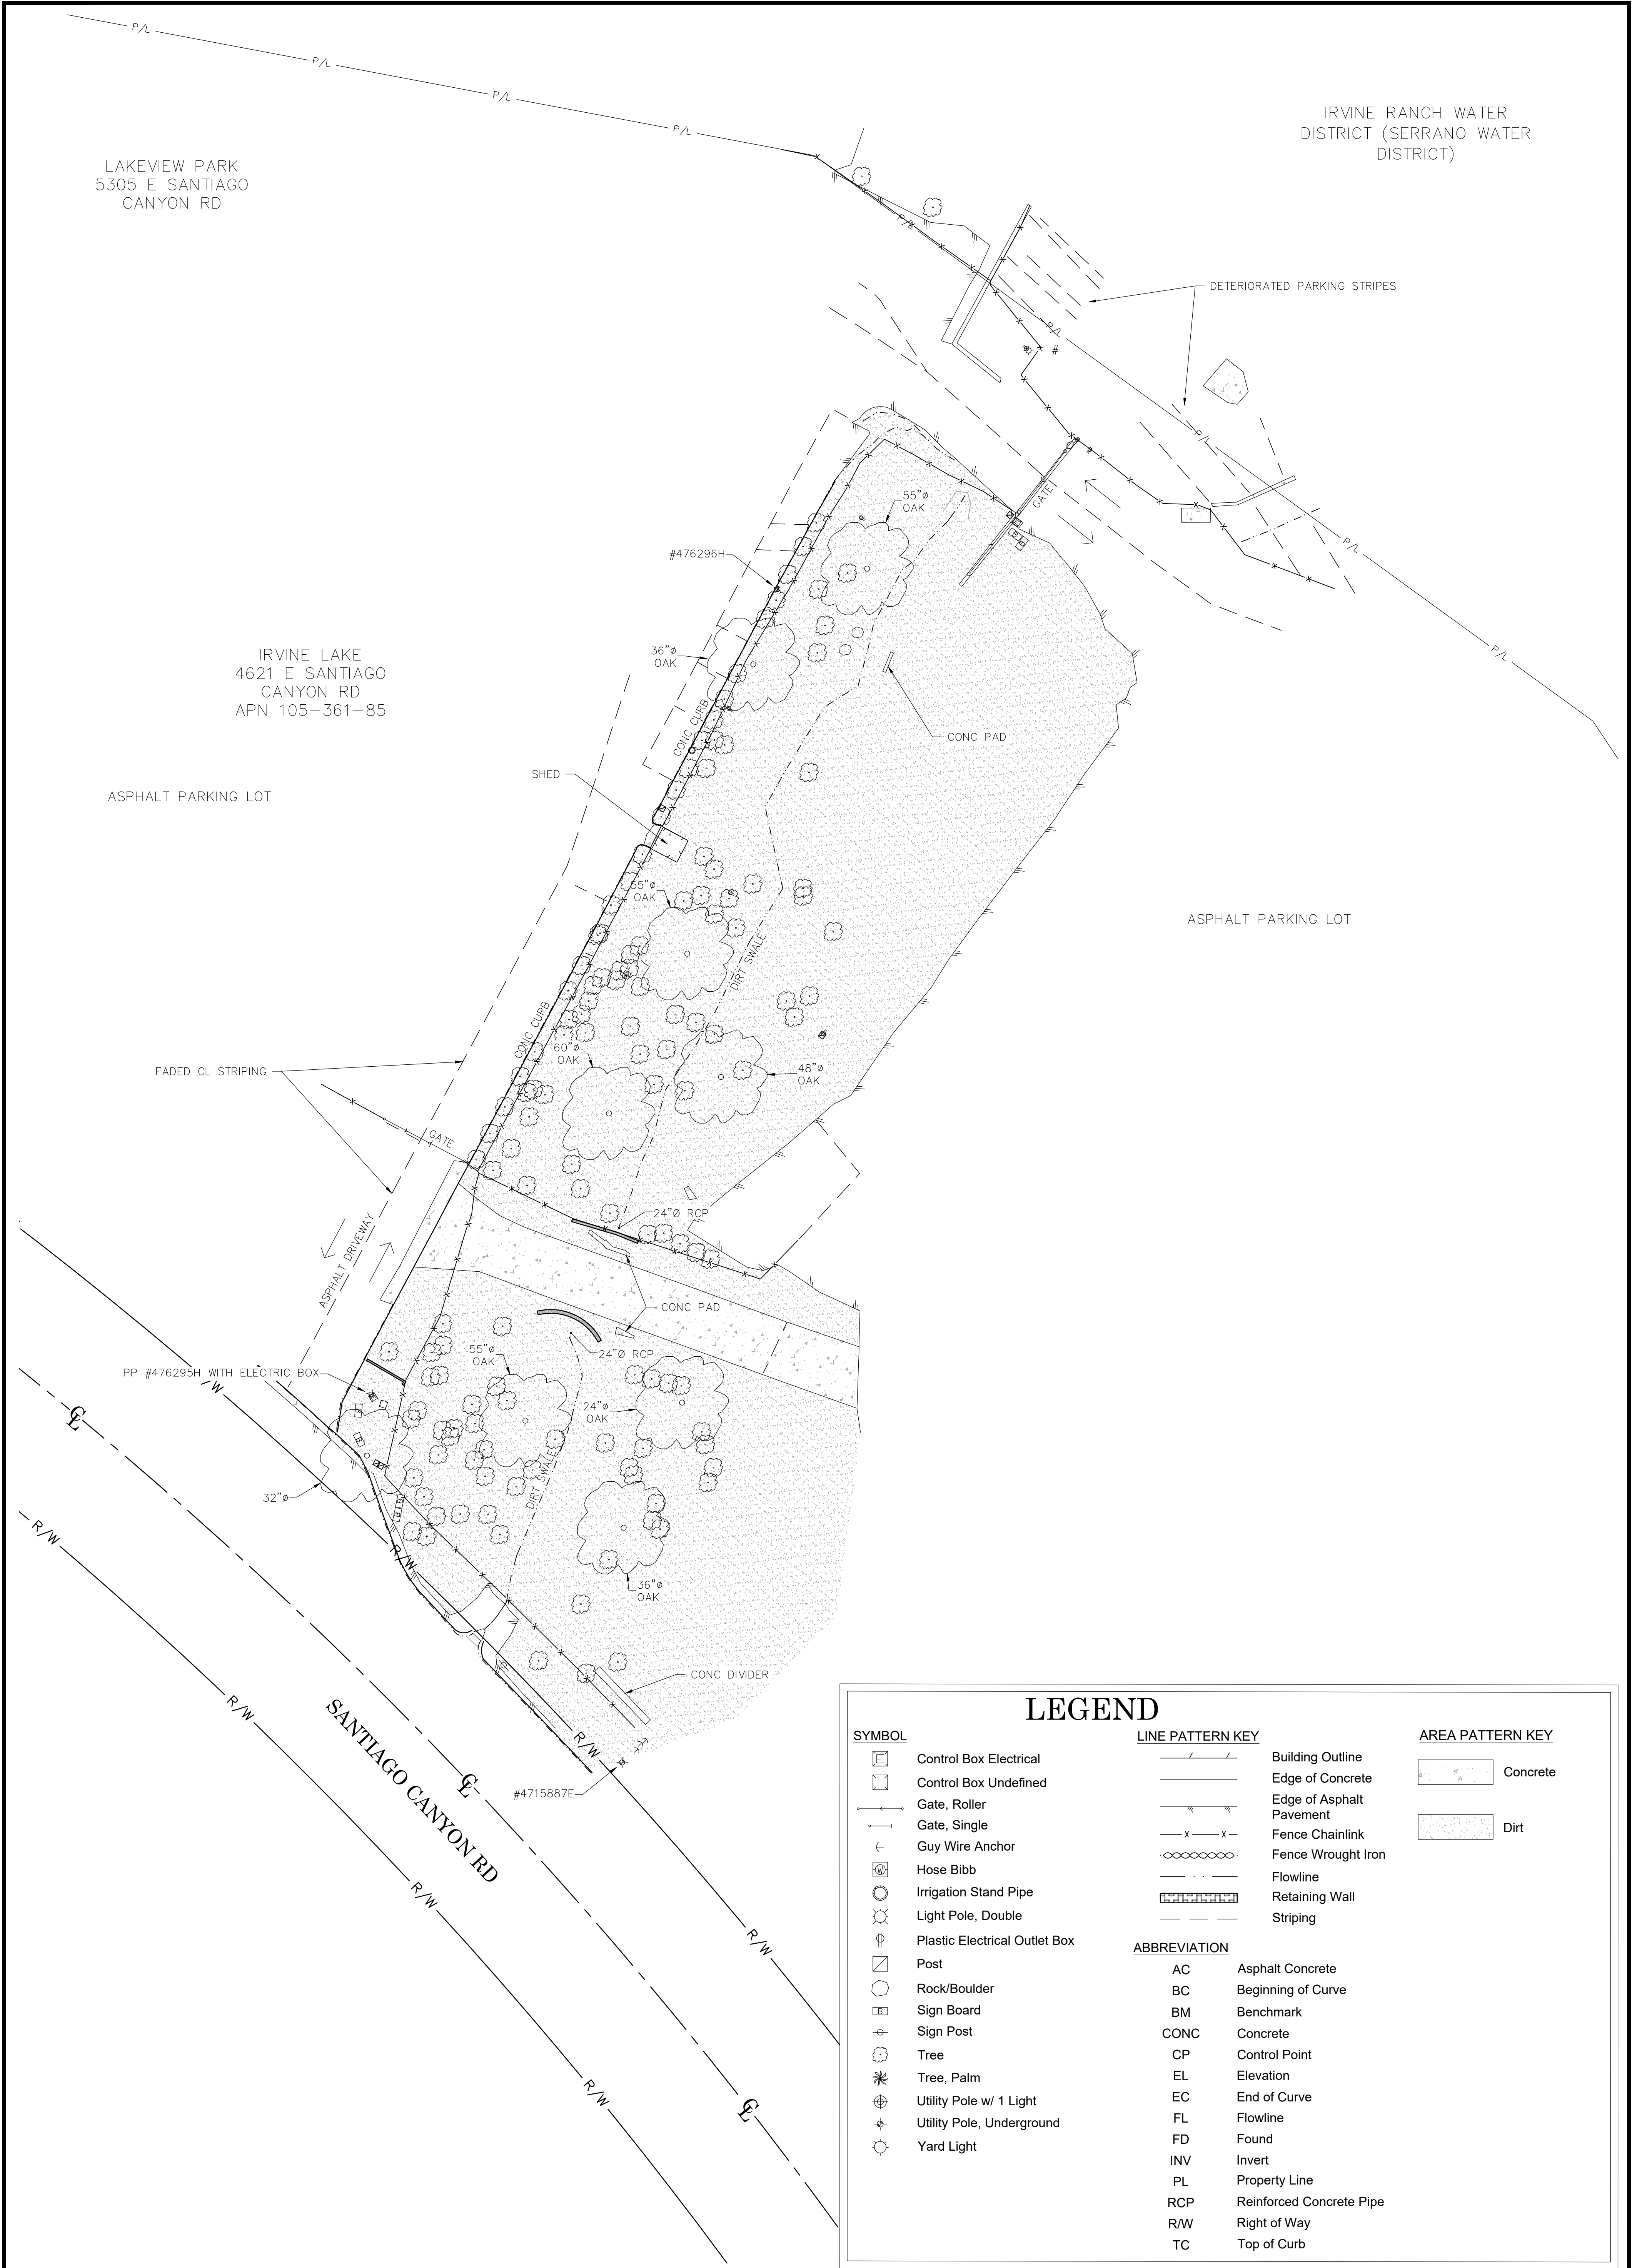 P/L
P/L
P/L
P/L
IRVINE RANCH WATER
DISTRICT (SERRANO WATER
DISTRICT)
LAKEVIEW PARK
5305 E SANTIAGO
CANYON RD
P/L
DETERIORATED PARKING STRIPES
P/L
#
P/L
55"ø
OAK
GATE
P/L
#476296H
36"ø
OAK
P/L
IRVINE LAKE
4621 E SANTIAGO
CANYON RD
APN 105-361-85
CONC CURB
CONC PAD
SHED
ASPHALT PARKING LOT
55"ø
OAK
ASPHALT PARKING LOT
DIRT SWALE
CONC CURB
60"ø
OAK
48"ø
OAK
FADED CL STRIPING
GATE
24"Ø RCP
ASPHALT DRIVEWAY
CONC PAD
55"ø
OAK
24"Ø RCP
PP #476295H WITH ELECTRIC BOX
R/W
24"ø
OAK
CL
DIRT SWALE
32"ø
R/W
R/W
36"ø
OAK
CONC DIVIDER
R/W
R/W
SANTIAGO CANYON RD
CL
#4715887E
R/W
R/W
R/W
CL
LEGEND
SYMBOL
E Control Box Electrical
Control Box Undefined
Gate, Roller
Gate, Single
Guy Wire Anchor
W Hose Bibb
Irrigation Stand Pipe
Light Pole, Double
Plastic Electrical Outlet Box
Post
Rock/Boulder
B Sign Board
Sign Post
Tree
Tree, Palm
Utility Pole w/ 1 Light
Utility Pole, Underground
Yard Light
LINE PATTERN KEY
Building Outline
Edge of Concrete
Edge of Asphalt
Pavement
x x Fence Chainlink
Fence Wrought Iron
Flowline
Retaining Wall
Striping
ABBREVIATION
AC Asphalt Concrete
BC Beginning of Curve
BM Benchmark
CONC Concrete
CP Control Point
EL Elevation
EC End of Curve
FL Flowline
FD Found
INV Invert
PL Property Line
RCP Reinforced Concrete Pipe
R/W Right of Way
TC Top of Curb
AREA PATTERN KEY
Concrete
Dirt